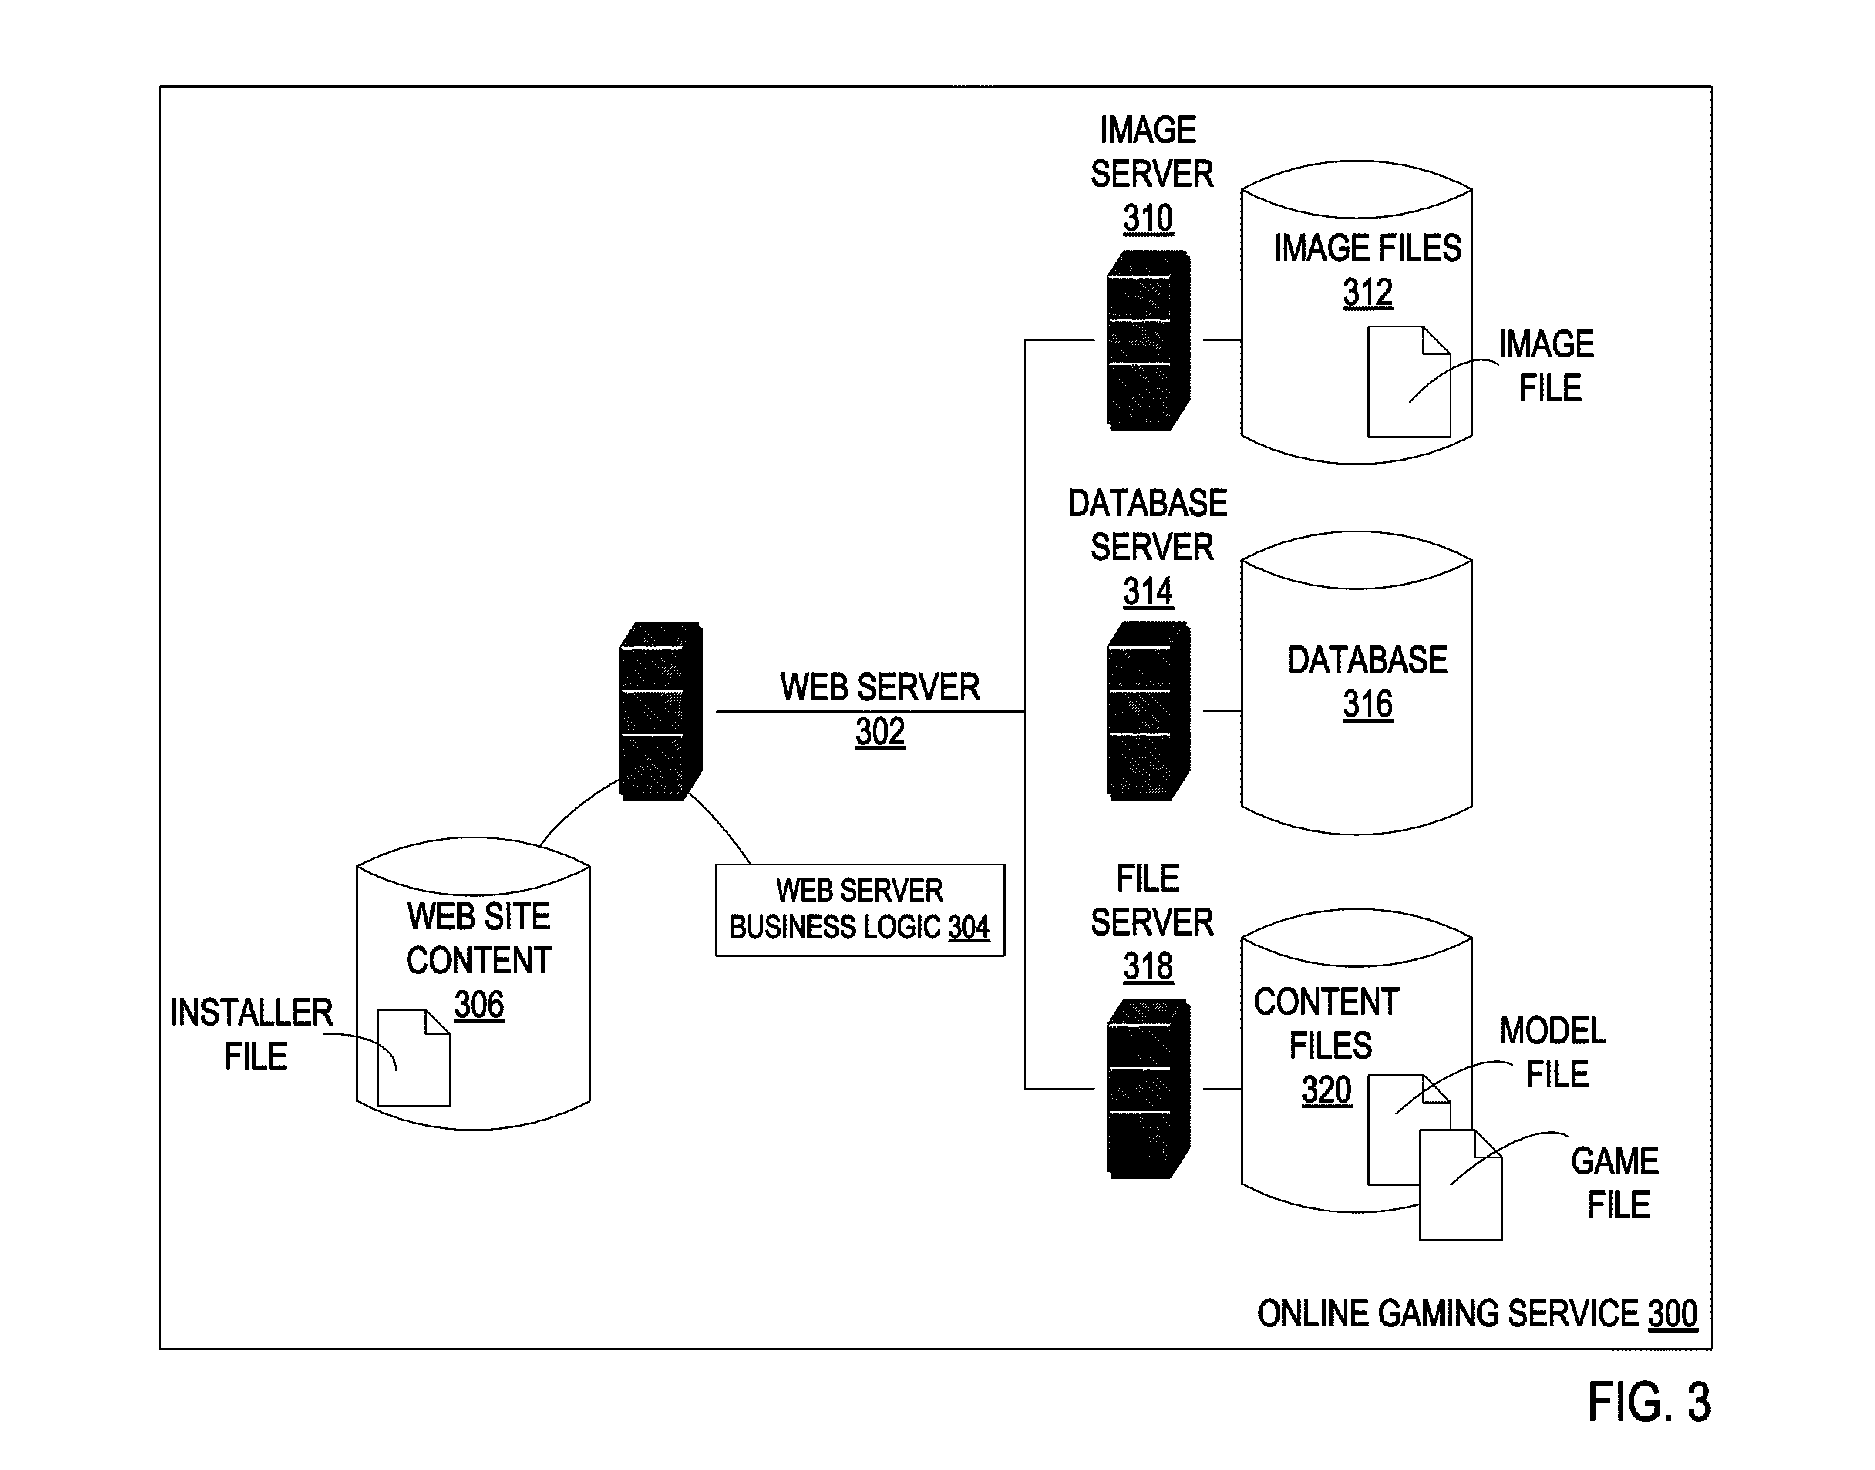 IMAGE
SERVER
310
IMAGE FILES
312
IMAGE
FILE
DATABASE
SERVER
314
DATABASE
316
WEB SERVER
302
WEB SERVER
BUSINESS LOGIC 304
WEB SITE
CONTENT
306
INSTALLER
FILE
FILE
SERVER
318
CONTENT
FILES
320
MODEL
FILE
GAME
FILE
ONLINE GAMING SERVICE 300
FIG. 3